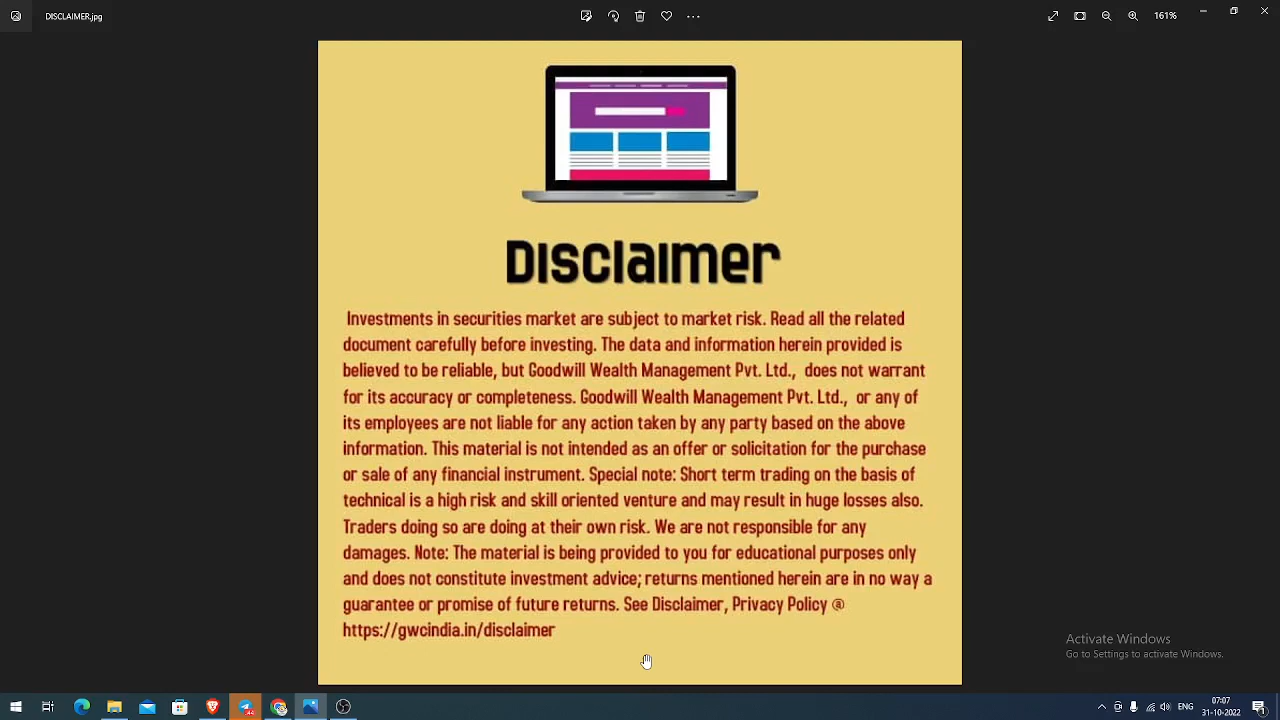 DISCLAIMER.jpg
Disclaimer
Investments in securities market are subject to market risk. Read all the related
document carefully before investing. The data and information herein provided is
believed to be reliable, but Goodwill Wealth Management Pvt. Ltd., does not warrant
for its accuracy or completeness. Goodwill Wealth Management Pvt. Ltd., or any of
its employees are not liable for any action taken by any party based on the above
information. This material is not intended as an offer or solicitation for the purchase
or sale of any financial instrument. Special note: Short term trading on the basis of
technical is a high risk and skill oriented venture and may result in huge losses also.
Traders doing so are doing at their own risk. We are not responsible for any
damages. Note: The material is being provided to you for educational purposes only
and does not constitute investment advice; returns mentioned herein are in no way a
guarantee or promise of future returns. See Disclaimer, Privacy Policy @
https://gwcindia.in/disclaimer
Activate Windows
Go to Settings to activate Windows.
07:02
31-10-2022